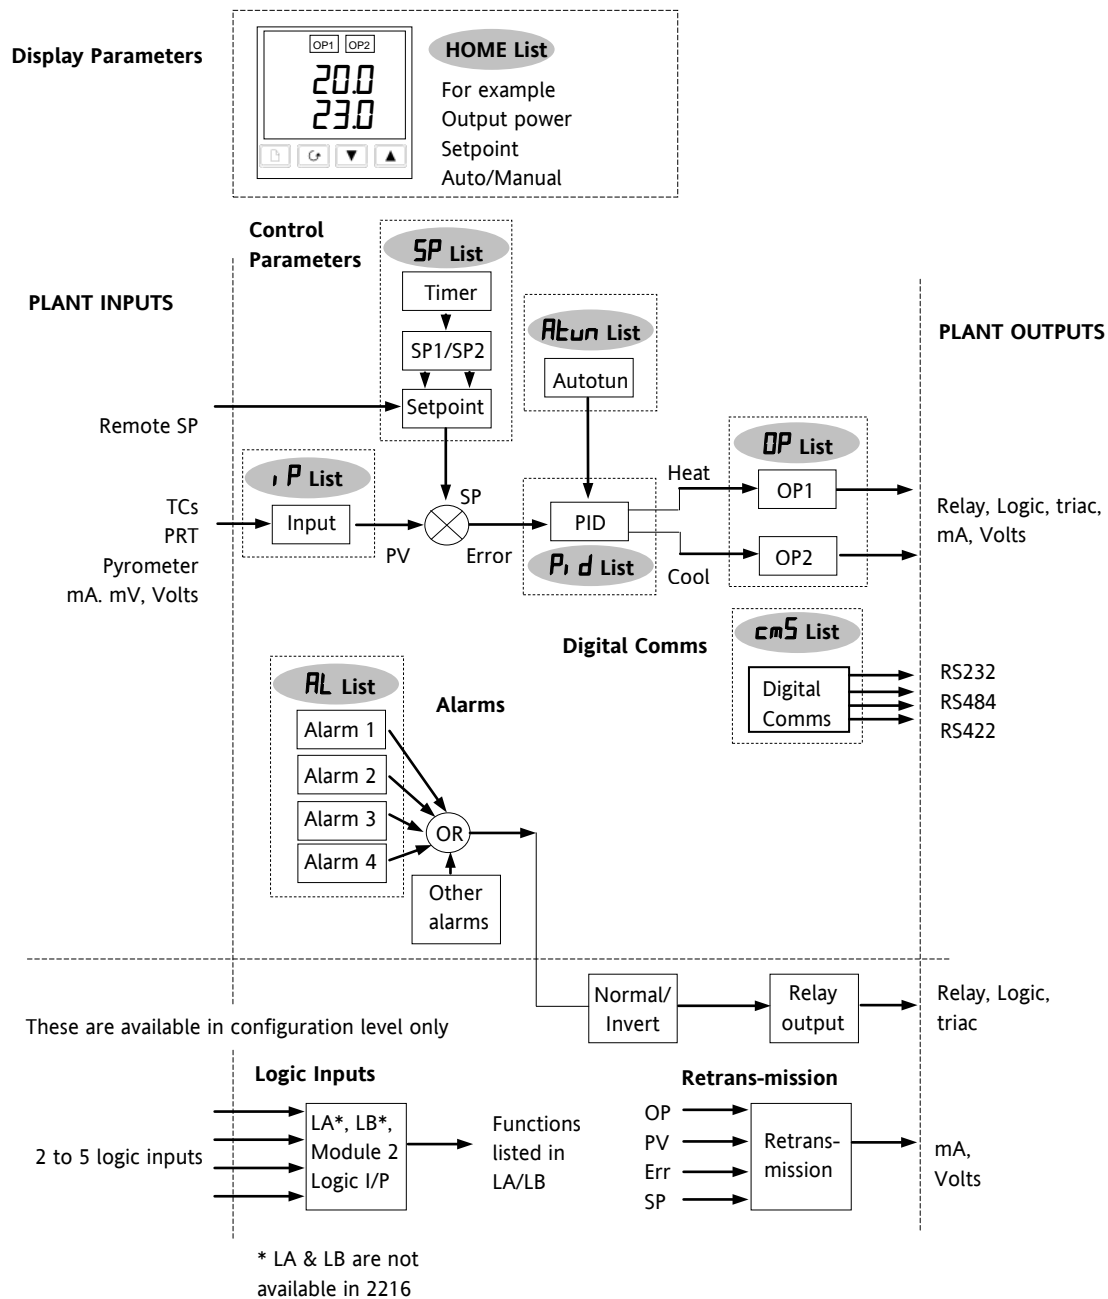 Display Parameters
OP1 OP2
20.0
23.0
HOME List
For example
Output power
Setpoint
Auto/Manual
Control
Parameters
SP List
Timer
SP1/SP2
Setpoint
PLANT INPUTS
Remote SP
Atun List
Autotun
PLANT OUTPUTS
iP List
Input
TCs
PRT
Pyrometer
mA. mV, Volts
PV
SP
Error
PID
Pid List
Heat
Cool
OP List
OP1
OP2
Relay, Logic, triac,
mA, Volts
Digital Comms
cmS List
Digital
Comms
RS232
RS484
RS422
AL List
Alarms
Alarm 1
Alarm 2
Alarm 3
Alarm 4
OR
Other
alarms
Normal/
Invert
Relay
output
Relay, Logic,
triac
These are available in configuration level only
Logic Inputs
2 to 5 logic inputs
LA*, LB*,
Module 2
Logic I/P
Functions
listed in
LA/LB
Retrans-mission
OP
PV
Err
SP
Retrans-
mission
mA,
Volts
* LA & LB are not
available in 2216